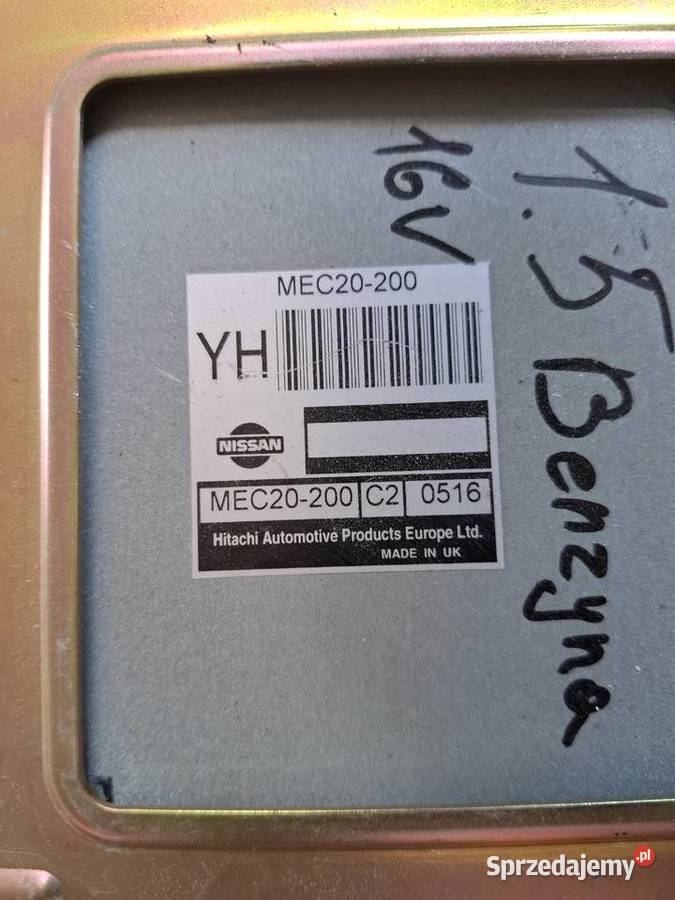 16V
1.5 Benzyna
MEC20-200
YH
NISSAN
MEC20-200 C2 0516
Hitachi Automotive Products Europe Ltd.
MADE IN UK
Sprzedajemy.pl